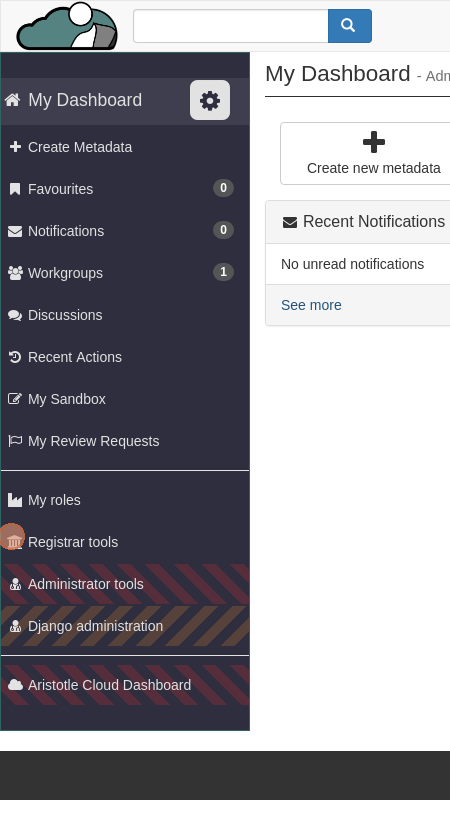 My Dashboard
Create Metadata
Favourites 0
Notifications 0
Workgroups 1
Discussions
Recent Actions
My Sandbox
My Review Requests
My roles
Registrar tools
Administrator tools
Django administration
Aristotle Cloud Dashboard
My Dashboard - Adm
Create new metadata
Recent Notifications
No unread notifications
See more